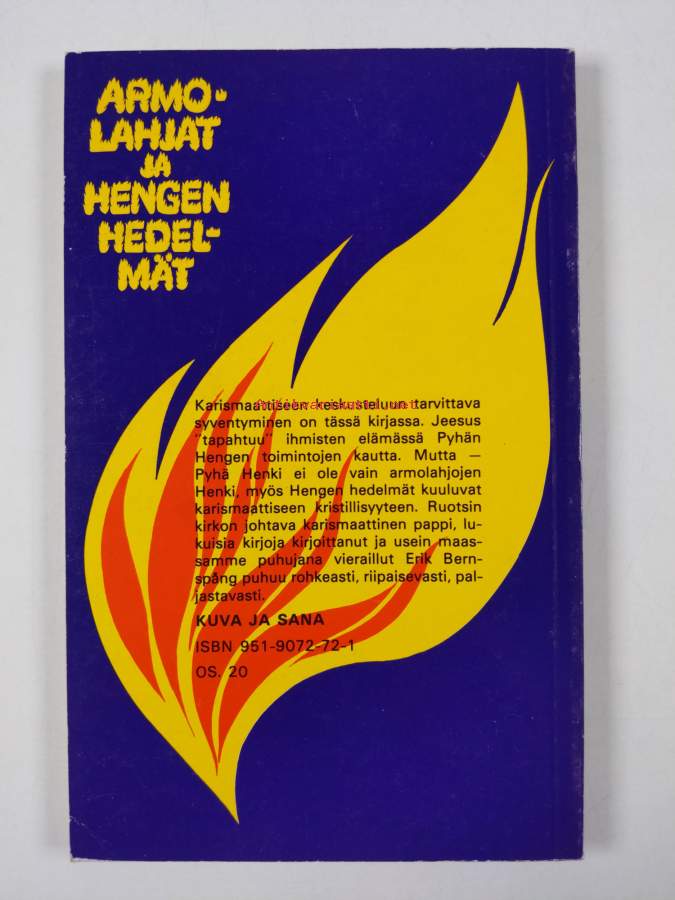 ARMO-
LAHJAT
JA
HENGEN
HEDEL-
MÄT
Karismaattiseen keskusteluun tarvittava
syventyminen on tässä kirjassa. Jeesus
"tapahtuu" ihmisten elämässä Pyhän
Hengen toimintojen kautta. Mutta —
Pyhä Henki ei ole vain armolahjojen
Henki, myös Hengen hedelmät kuuluvat
karismaattiseen kristillisyyteen. Ruotsin
kirkon johtava karismaattinen pappi, lu-
kuisia kirjoja kirjoittanut ja usein maas-
samme puhujana vieraillut Erik Bern-
spång puhuu rohkeasti, riipaisevasti, pal-
jastavasti.
KUVA JA SANA
ISBN 951-9072-72-1
OS. 20